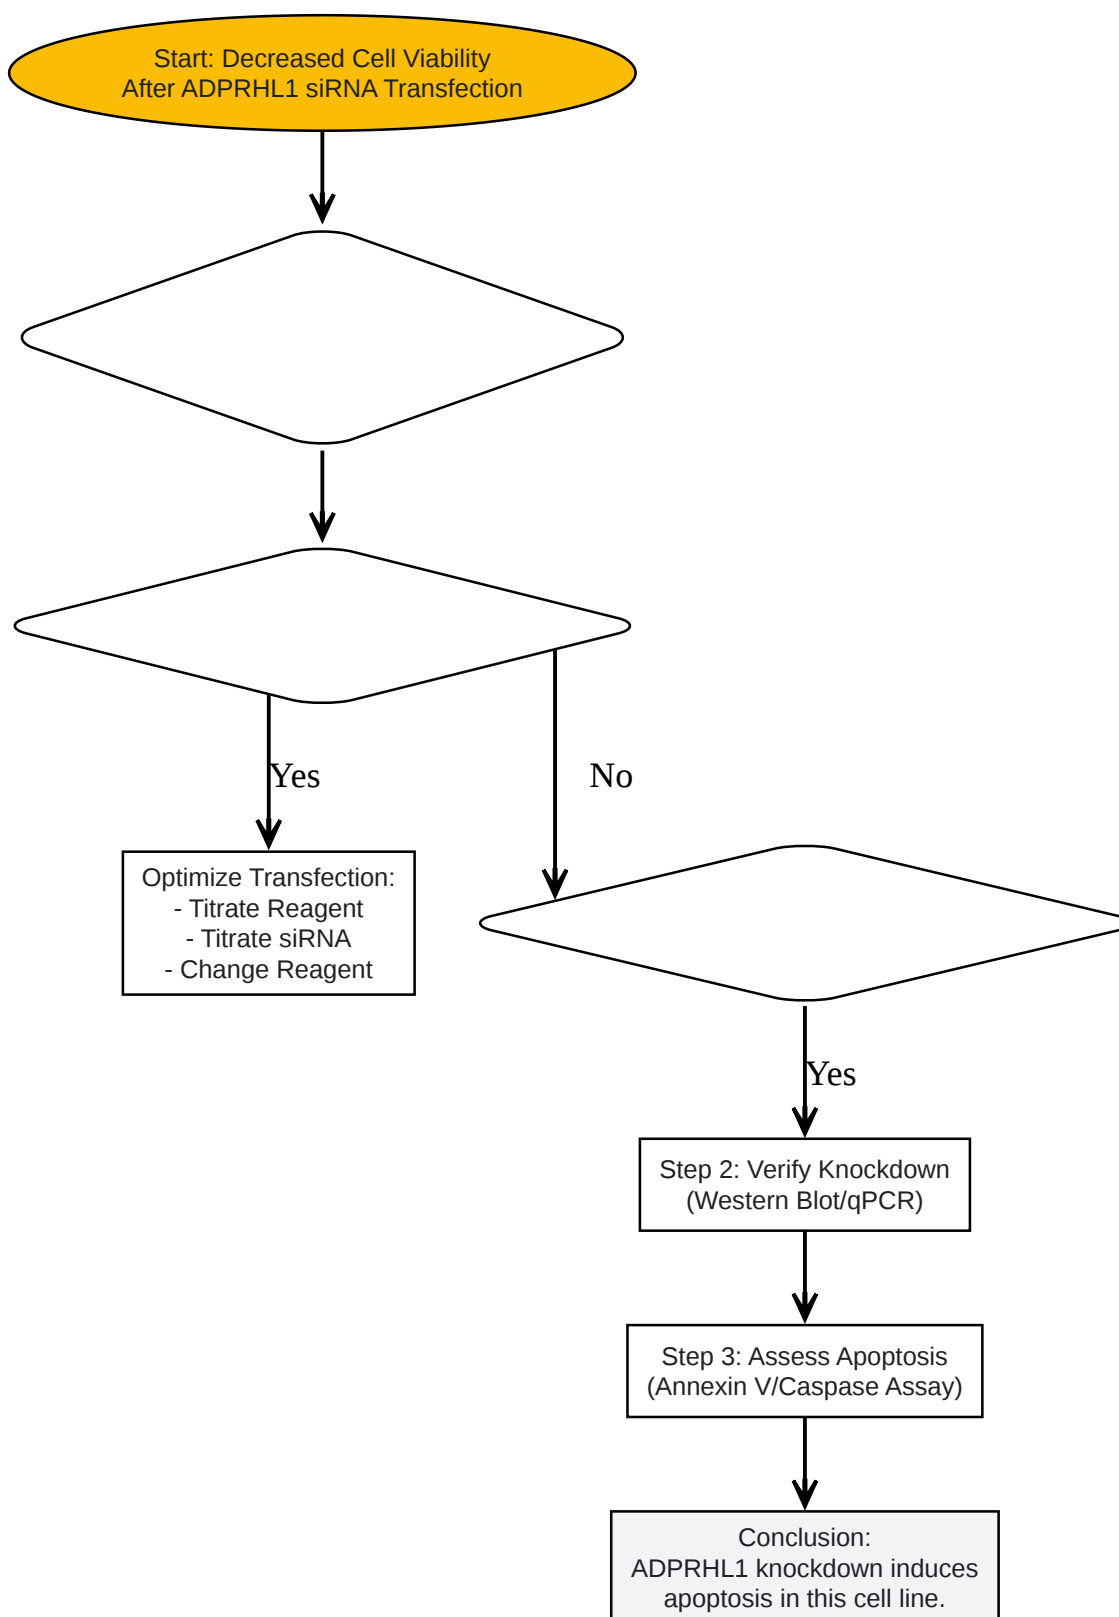 Start: Decreased Cell Viability
After ADPRHL1 siRNA Transfection
Yes
No
Optimize Transfection:
- Titrate Reagent
- Titrate siRNA
- Change Reagent
Yes
Step 2: Verify Knockdown
(Western Blot/qPCR)
Step 3: Assess Apoptosis
(Annexin V/Caspase Assay)
Conclusion:
ADPRHL1 knockdown induces
apoptosis in this cell line.